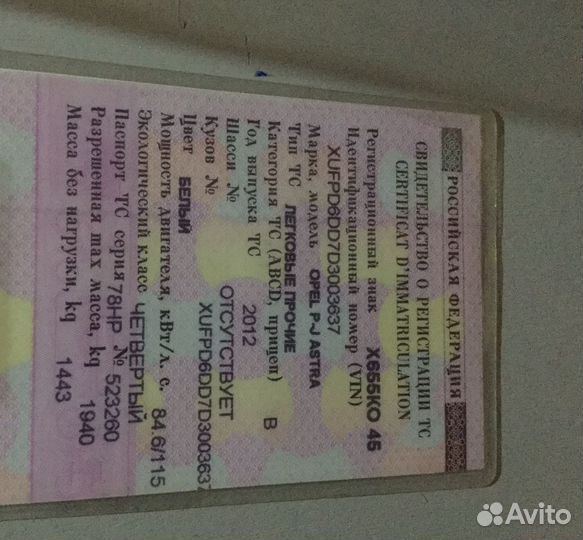 РОССИЙСКАЯ ФЕДЕРАЦИЯ
СВИДЕТЕЛЬСТВО О РЕГИСТРАЦИИ ТС
CERTIFICAT D'IMMATRICULATION
Регистрационный знак Х655КО 45
Идентификационный номер (VIN)
XUFPD6DD7D3003637
Марка, модель OPEL P-J ASTRA
Тип ТС ЛЕГКОВЫЕ ПРОЧИЕ
Категория ТС (ABCD, прицеп) B
Год выпуска ТС 2012
Шасси № ОТСУТСТВУЕТ
Кузов № XUFPD6DD7D3003637
Цвет БЕЛЫЙ
Мощность двигателя, кВт/л. с. 84.6/115
Экологический класс ЧЕТВЕРТЫЙ
Паспорт ТС серия 78НР № 523260
Разрешенная max масса, kg 1940
Масса без нагрузки, kg 1443
Avito